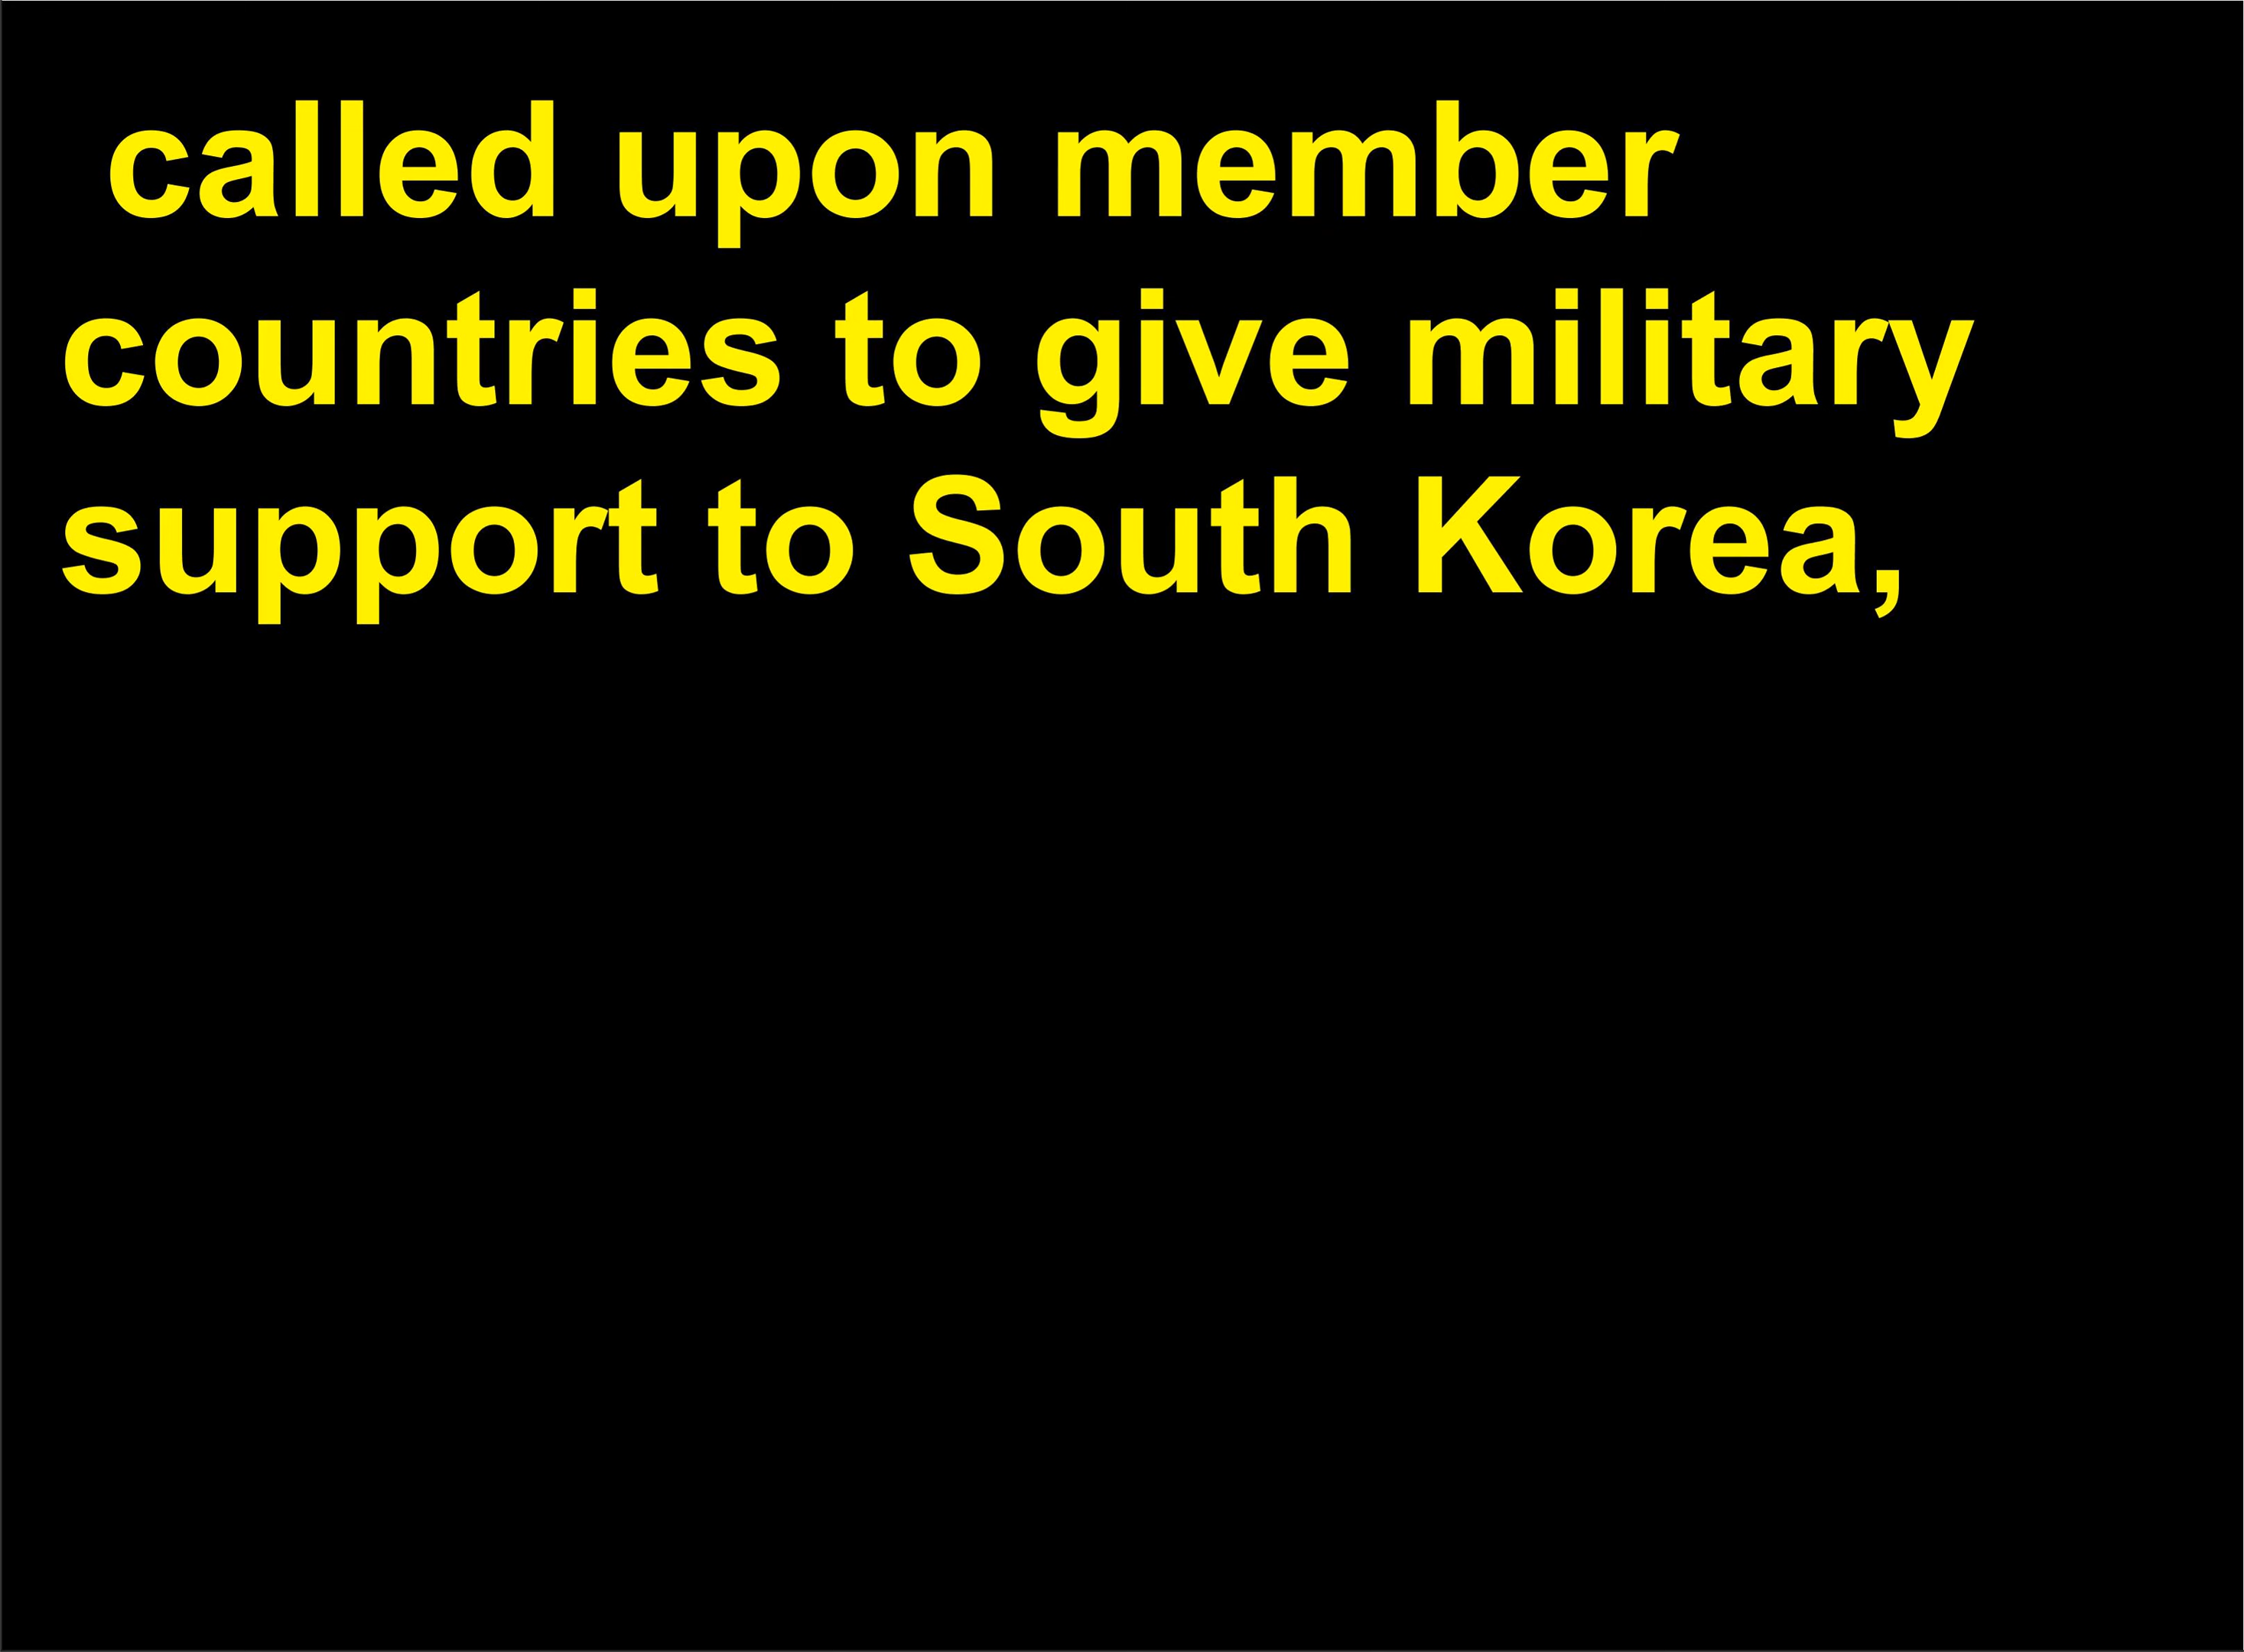 called upon member
countries to give military
support to South Korea,